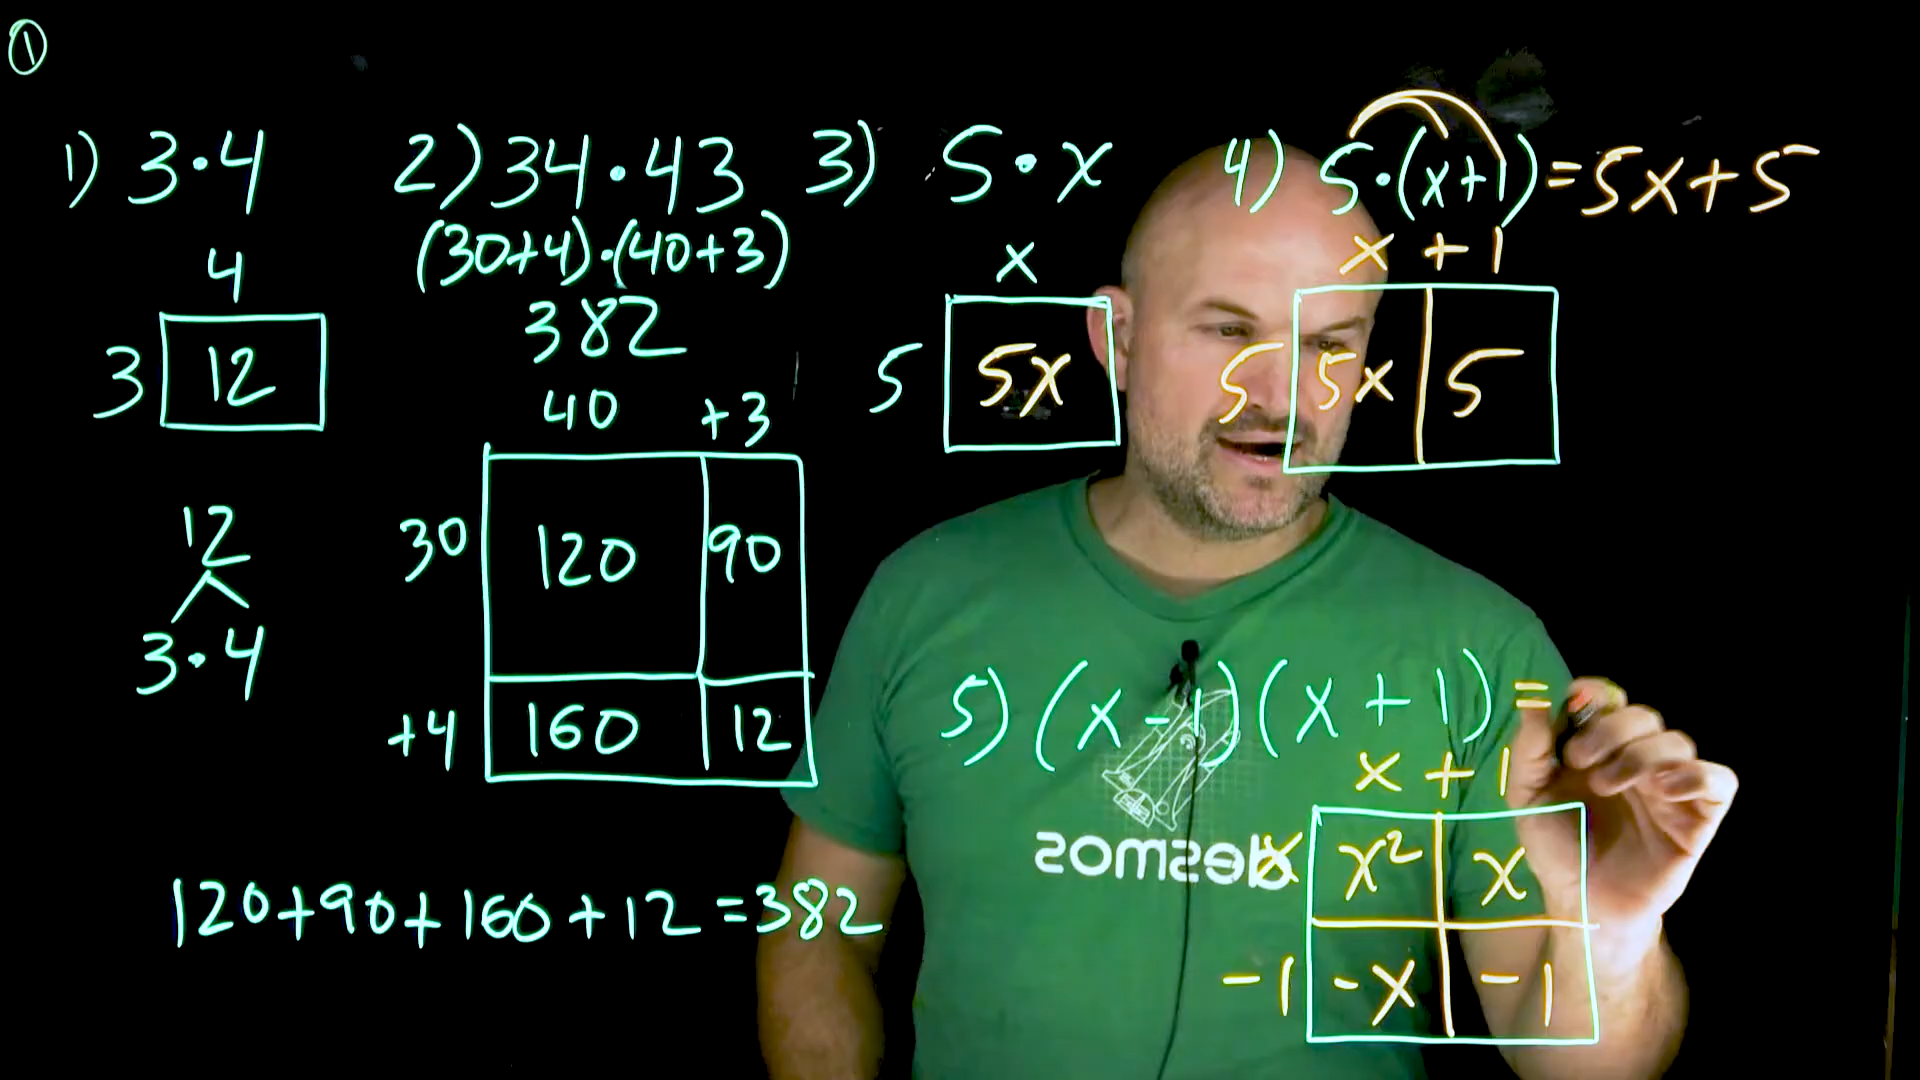 ①
1) 3·4
4
3
12
12
3·4
2) 34·43
(30+4)·(40+3)
382
40 +3
30 120 90
+4 160 12
120+90+160+12=382
3) 5·x
x
5 5x
4) 5·(x+1)=5x+5
x + 1
5 5x 5
5) (x-1)(x+1)=
x + 1
x x² x
-1 -x -1
desmos